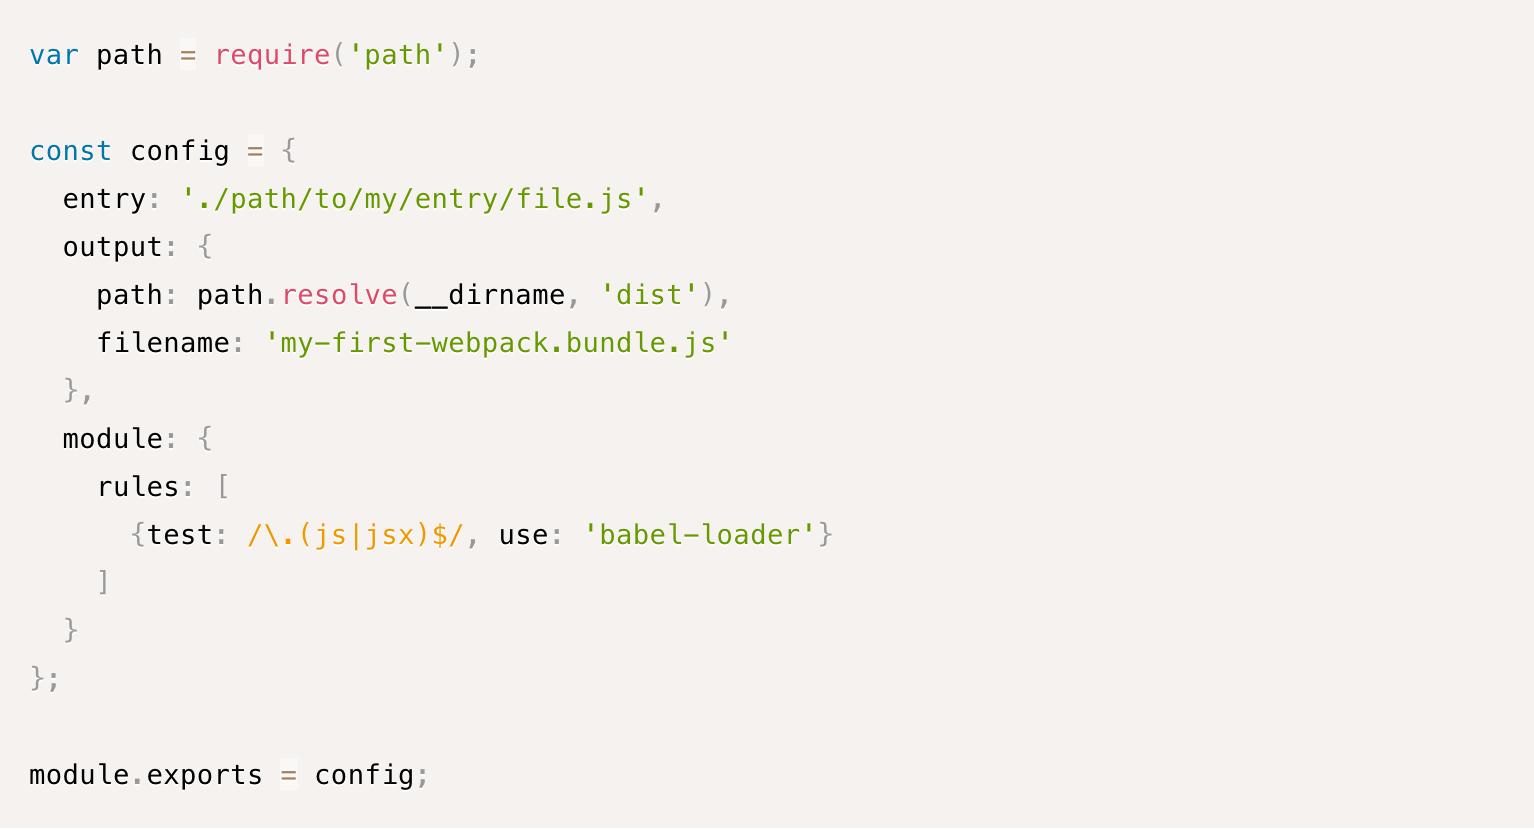 var path = require('path');

const config = {
  entry: './path/to/my/entry/file.js',
  output: {
    path: path.resolve(__dirname, 'dist'),
    filename: 'my-first-webpack.bundle.js'
  },
  module: {
    rules: [
      {test: /\.(js|jsx)$/, use: 'babel-loader'}
    ]
  }
};

module.exports = config;